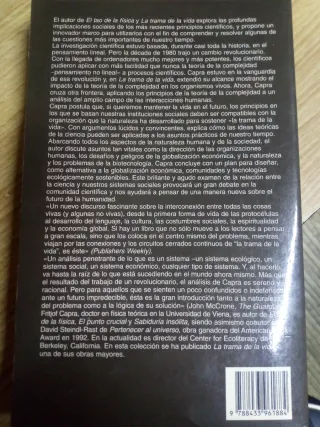 El autor de El tao de la física y La trama de la vida explora las profundas
implicaciones sociales de los más recientes principios científicos, y propone un
innovador marco para utilizarlos con el fin de comprender y resolver algunas de
las cuestiones más importantes de nuestro tiempo.
La investigación científica estuvo basada, durante casi toda la historia, en el
pensamiento lineal. Pero la década de 1980 trajo un cambio revolucionario.
Con la llegada de ordenadores mucho mejores y más potentes, los científicos
pudieron aplicar con más facilidad que nunca la teoría de la complejidad
–pensamiento no lineal– a procesos científicos. Capra estuvo en la vanguardia
de esa revolución y, en La trama de la vida, extendió su alcance mostrando el
impacto de la teoría de la complejidad en los organismos vivos. Ahora, Capra
cruza otra frontera, aplicando los principios de la teoría de la complejidad a un
análisis del amplio campo de las interacciones humanas.
Capra postula que, si queremos mantener la vida en el futuro, los principios en
los que se basan nuestras instituciones sociales deben ser compatibles con la
organización que la naturaleza ha desarrollado para sostener «la trama de la
vida». Con argumentos lúcidos y convincentes, explica cómo las ideas teóricas
de la ciencia pueden ser aplicadas a los asuntos prácticos de nuestro tiempo.
Abarcando todos los aspectos de la naturaleza humana y de la sociedad, el
autor discute asuntos tan vitales como la dirección de las organizaciones
humanas, los desafíos y peligros de la globalización económica, y la naturaleza
y los problemas de la biotecnología. Capra concluye con un plan para diseñar,
como alternativa a la globalización económica, comunidades y tecnologías
ecológicamente sostenibles. Este brillante y agudo examen de la relación entre
la ciencia y nuestros sistemas sociales provocará un gran debate en la
comunidad científica y nos ayudará a pensar de una manera nueva sobre el
futuro de la humanidad.
«Un nuevo discurso fascinante sobre la interconexión entre todas las cosas
vivas (y algunas no vivas), desde la primera forma de vida de las protocélulas
al desarrollo del lenguaje, la cultura, las costumbres sociales, la espiritualidad
y la economía global. Si hay un libro que no sólo mueve a los lectores a pensar
a gran escala, sino que los coloca en el centro mismo del problema, mientras
viajan por las conexiones y los circuitos cerrados continuos de "la trama de la
vida", es éste» (Publishers Weekly).
«Un análisis penetrante de lo que es un sistema –un sistema ecológico, un
sistema social, un sistema económico, cualquier tipo de sistema. Y, al hacerlo
va hasta la raíz de lo que está sucediendo en el mundo ahora mismo. Más que
el resultado del trabajo de un revolucionario, el análisis de Capra es sereno y
racional. Pero para aquellos que se sienten un poco confundidos e indefensos
ante un futuro impredecible, ésta es la gran introducción tanto a la naturaleza
del problema como a la lógica de su solución» (John McCrone, The Guardian
Fritjof Capra, doctor en física teórica en la Universidad de Viena, es autor de
de la física, El punto crucial y Sabiduría insólita, siendo asimismo coautor
David Steindl-Rast de Pertenecer al universo, obra ganadora del American
Award en 1992. En la actualidad es director del Center for Ecoliteracy de
Berkeley, California. En esta colección se ha publicado La trama de la vida
una de sus obras mayores.
9 788433 961884